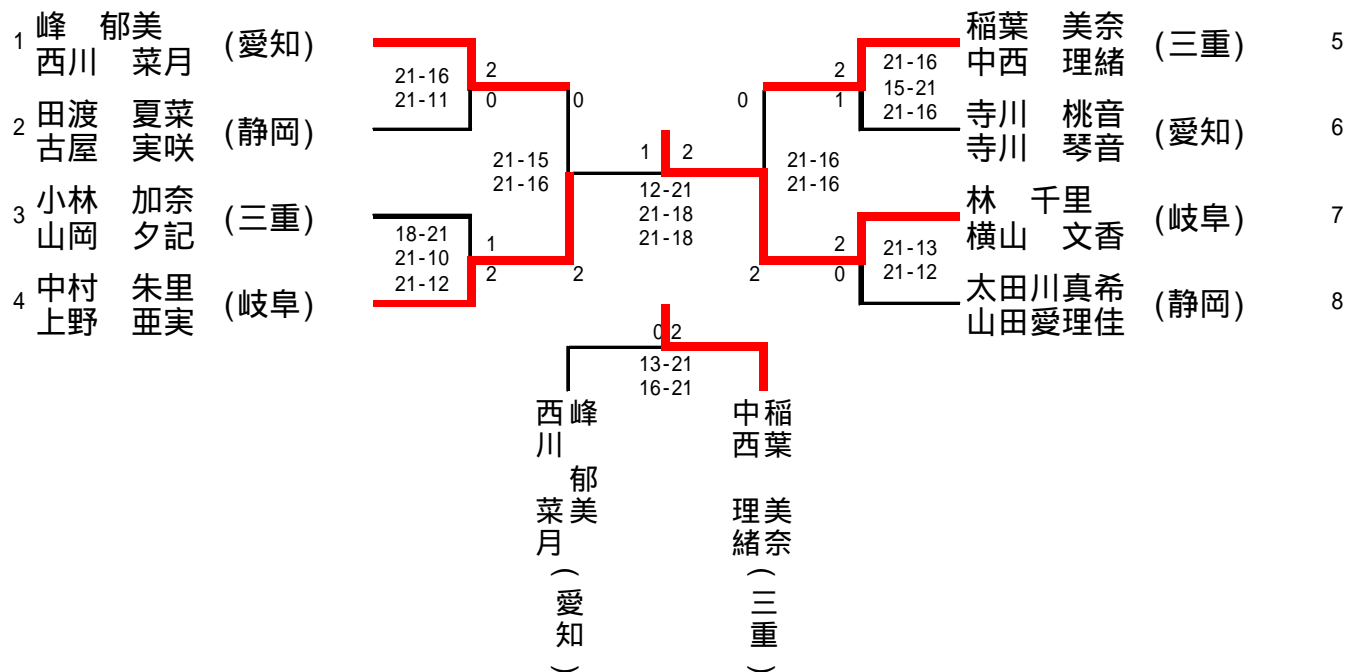 1 峰　郁美
西川　菜月 (愛知)
2 田渡　夏菜
古屋　実咲 (静岡)
3 小林　加奈
山岡　夕記 (三重)
4 中村　朱里
上野　亜実 (岐阜)
21-16
21-11
2
0
0
18-21
21-10
21-12
1
2
2
21-15
21-16
1 2
12-21
21-18
21-18
0
2
21-16
21-16
2
1
21-16
15-21
21-16
2
0
21-13
21-12
稲葉　美奈
中西　理緒 (三重) 5
寺川　桃音
寺川　琴音 (愛知) 6
林　千里
横山　文香 (岐阜) 7
太田川真希
山田愛理佳 (静岡) 8
0 2
13-21
16-21
峰　郁美
西川　菜月
(愛知)
稲葉　美奈
中西　理緒
(三重)